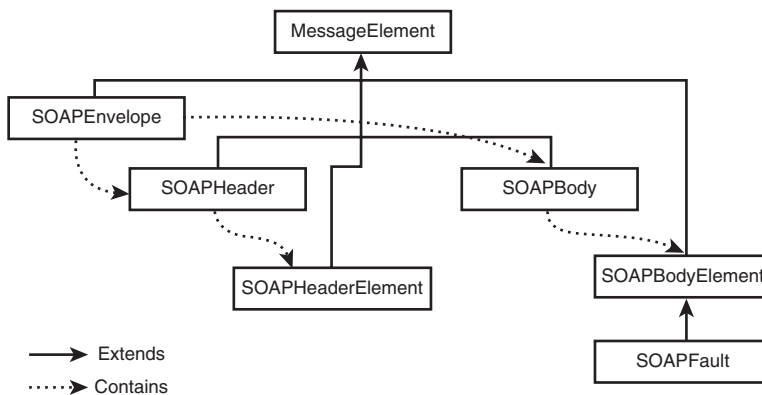 MessageElement
SOAPEnvelope
SOAPHeader
SOAPBody
SOAPHeaderElement
SOAPBodyElement
SOAPFault
Extends
Contains